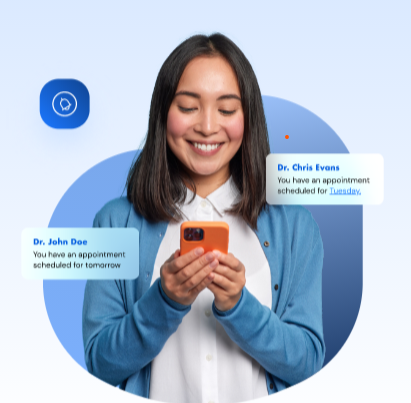 Dr. Chris Evans
You have an appointment
scheduled for Tuesday.
Dr. John Doe
You have an appointment
scheduled for tomorrow